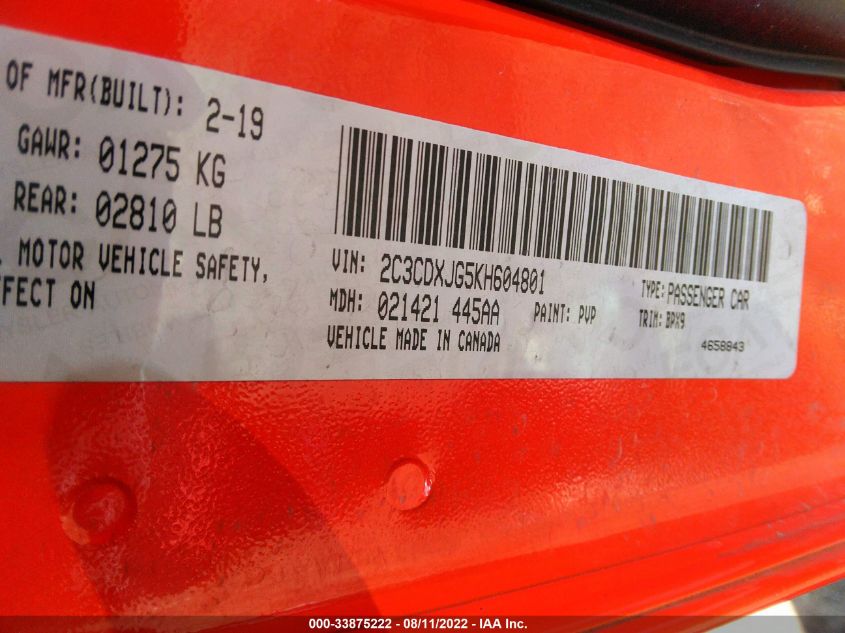 OF MFR(BUILT): 2-19
GAWR: 01275 KG
REAR: 02810 LB
MOTOR VEHICLE SAFETY,
FFECT ON
VIN: 2C3CDXJG5KH604801
TYPE: PASSENGER CAR
MDH: 021421 445AA
PAINT: PVP
TRIM: BPX9
VEHICLE MADE IN CANADA
4658843
000-33875222 - 08/11/2022 - IAA Inc.